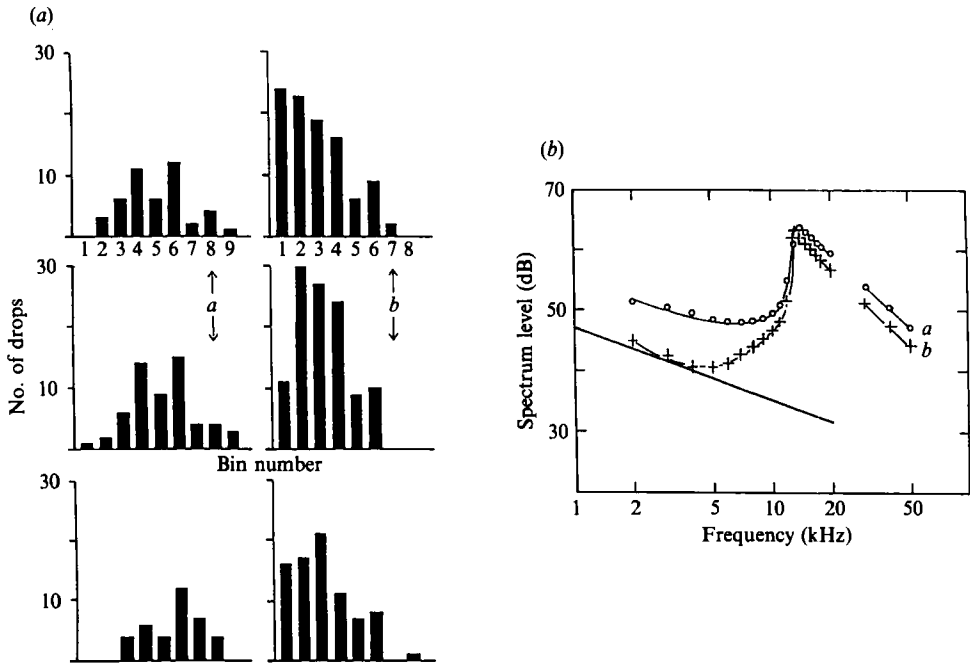 (a)
30
10
No. of drops
1 2 3 4 5 6 7 8 9
1 2 3 4 5 6 7 8
30
10
a
b
Bin number
30
10
(b)
70
50
30
Spectrum level (dB)
a
b
1 2 5 10 20 50
Frequency (kHz)